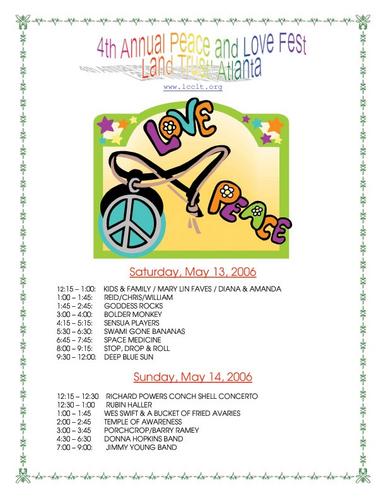 4th Annual Peace and Love Fest
Land Trust Atlanta
www.lcclt.org
LOVE
PEACE
Saturday, May 13, 2006
12:15 – 1:00: KIDS & FAMILY / MARY LIN FAVES / DIANA & AMANDA
1:00 – 1:45: REID/CHRIS/WILLIAM
1:45 – 2:45: GODDESS ROCKS
3:00 – 4:00: BOLDER MONKEY
4:15 – 5:15: SENSUA PLAYERS
5:30 – 6:30: SWAMI GONE BANANAS
6:45 – 7:45: SPACE MEDICINE
8:00 – 9:15: STOP, DROP & ROLL
9:30 – 12:00: DEEP BLUE SUN
Sunday, May 14, 2006
12:15 – 12:30 RICHARD POWERS CONCH SHELL CONCERTO
12:30 – 1:00 RUBIN HALLER
1:00 – 1:45 WES SWIFT & A BUCKET OF FRIED AVARIES
2:00 – 2:45 TEMPLE OF AWARENESS
3:00 – 3:45 PORCHCROP/BARRY RAMEY
4:30 – 6:30 DONNA HOPKINS BAND
7:00 – 9:00: JIMMY YOUNG BAND